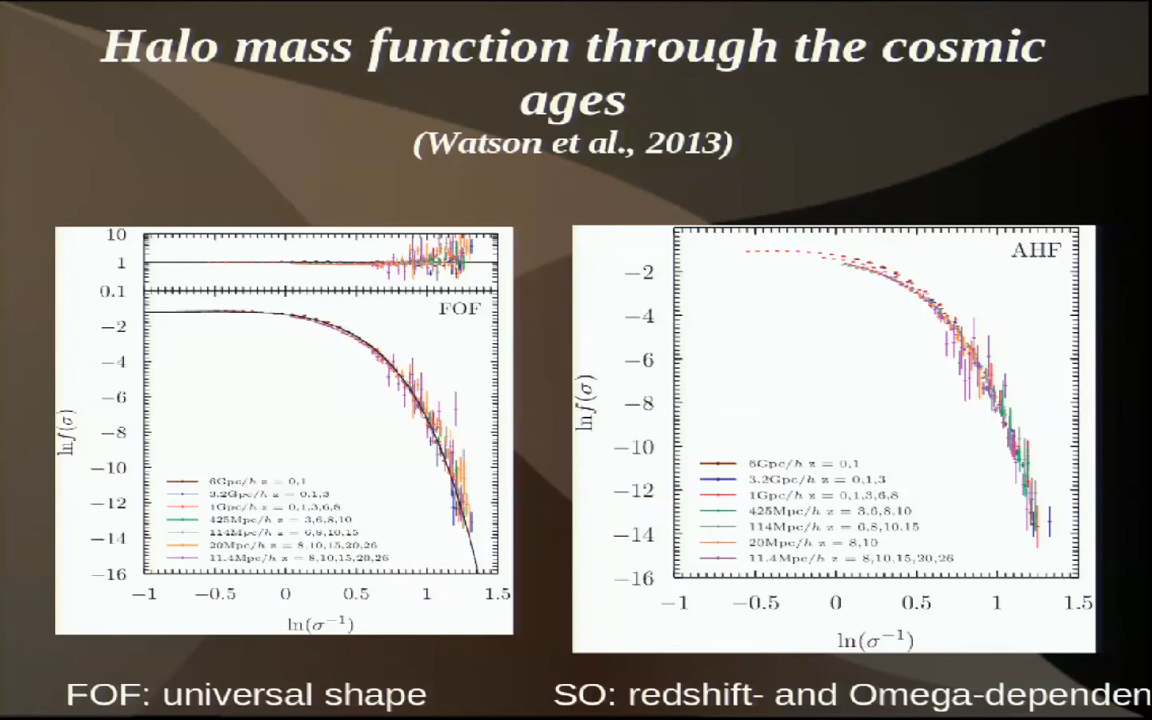 Halo mass function through the cosmic
ages
(Watson et al., 2013)
10
1
0.1
FOF
−2
−4
−6
−8
−10
−12
−14
−16
ln f(σ)
6Gpc/h z = 0,1
3.2Gpc/h z = 0,1,3
1Gpc/h z = 0,1,3,6,8
425Mpc/h z = 3,6,8,10
114Mpc/h z = 6,8,10,15
20Mpc/h z = 8,10,15,20,26
11.4Mpc/h z = 8,10,15,20,26
−1 −0.5 0 0.5 1 1.5
ln(σ⁻¹)
AHF
−2
−4
−6
−8
−10
−12
−14
−16
ln f(σ)
6Gpc/h z = 0,1
3.2Gpc/h z = 0,1,3
1Gpc/h z = 0,1,3,6,8
425Mpc/h z = 3,6,8,10
114Mpc/h z = 6,8,10,15
20Mpc/h z = 8,10
11.4Mpc/h z = 8,10,15,20,26
−1 −0.5 0 0.5 1 1.5
ln(σ⁻¹)
FOF: universal shape
SO: redshift- and Omega-dependen